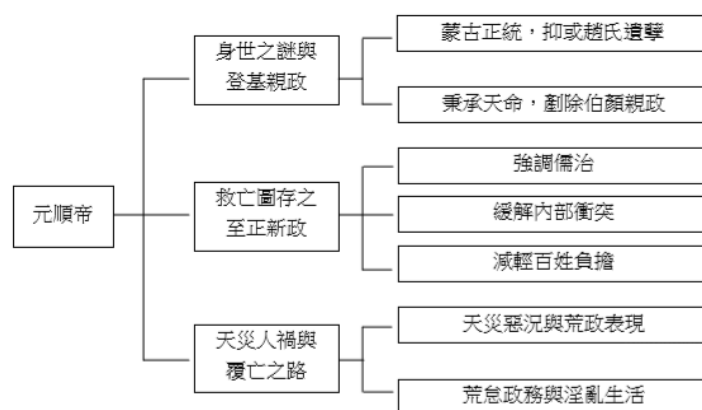 元順帝
身世之謎與
登基親政
蒙古正統，抑或趙氏遺孽
秉承天命，剷除伯顏親政
救亡圖存之
至正新政
強調儒治
緩解內部衝突
減輕百姓負擔
天災人禍與
覆亡之路
天災惡況與荒政表現
荒怠政務與淫亂生活